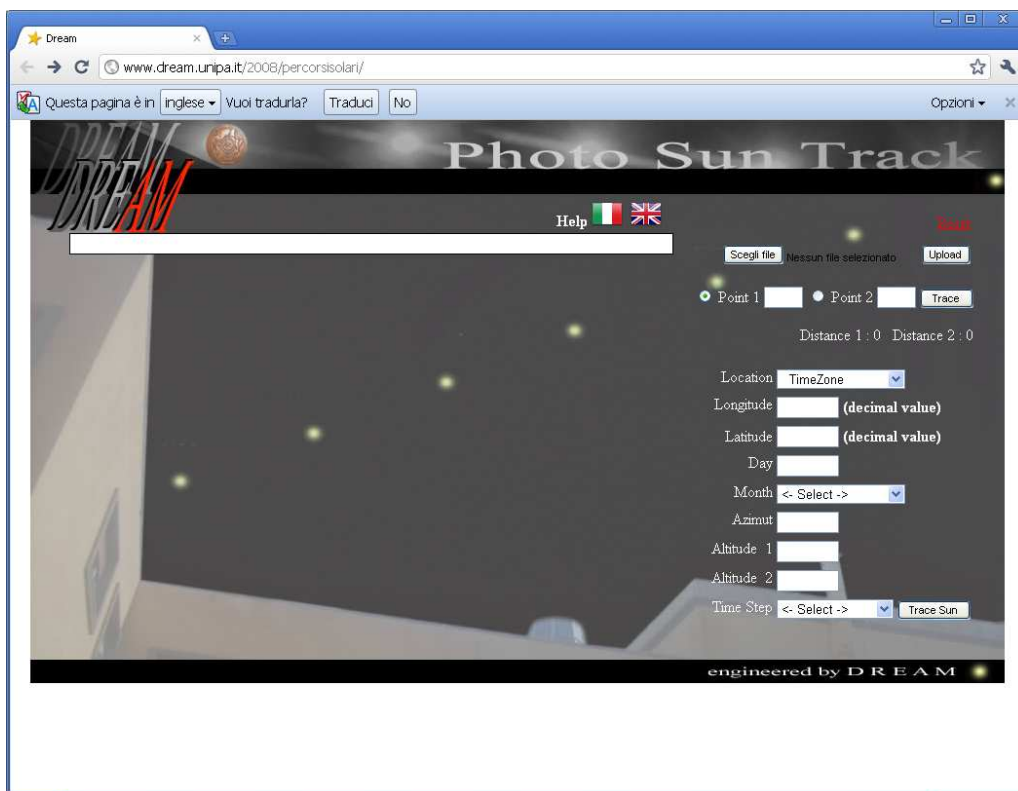 Dream
www.dream.unipa.it/2008/percorsisolari/
Questa pagina è in inglese Vuoi tradurla? Traduci No Opzioni
DREAM
DREAM
Photo Sun Track
Help
Scegli file Nessun file selezionato Upload
Point 1 Point 2 Trace
Distance 1 : 0 Distance 2 : 0
Location TimeZone
Longitude (decimal value)
Latitude (decimal value)
Day
Month <- Select ->
Azimut
Altitude 1
Altitude 2
Time Step <- Select -> Trace Sun
engineered by D R E A M